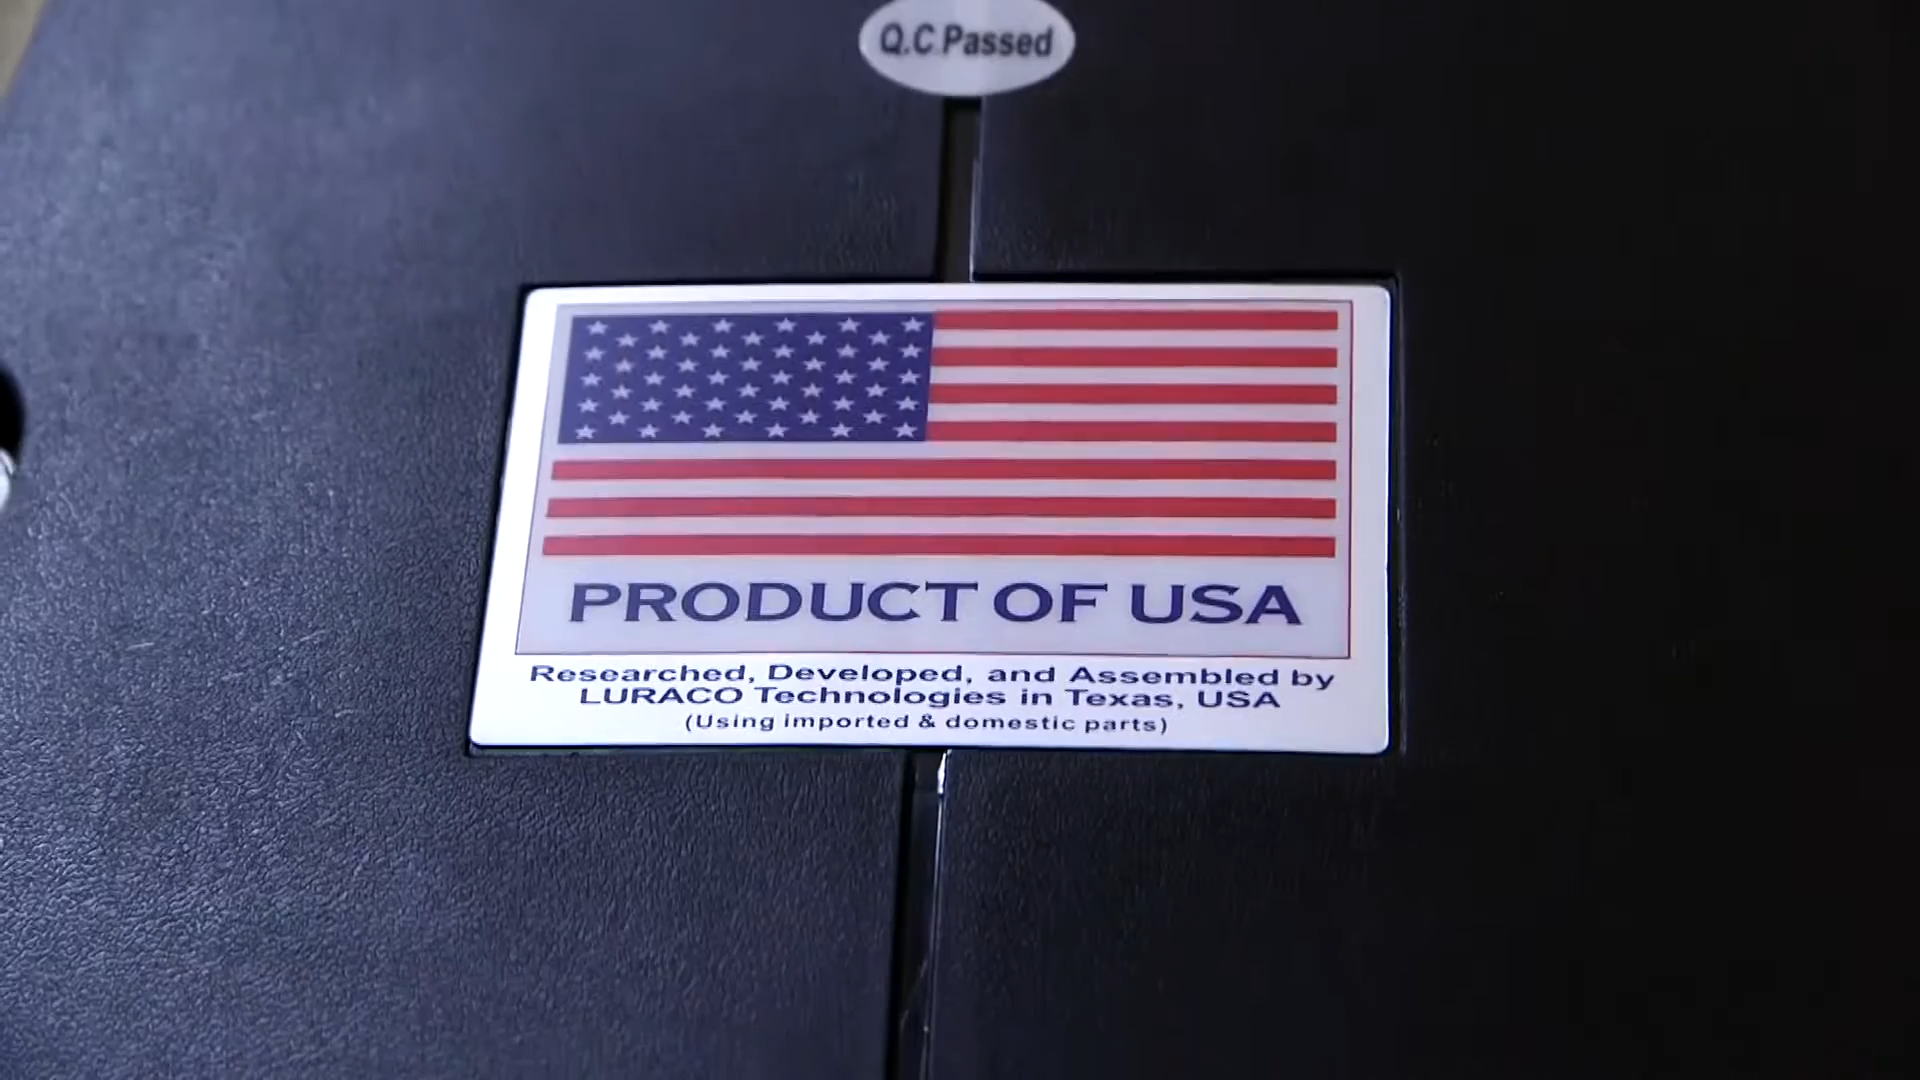 Q.C Passed
PRODUCT OF USA
Researched, Developed, and Assembled by
LURACO Technologies in Texas, USA
(Using imported & domestic parts)